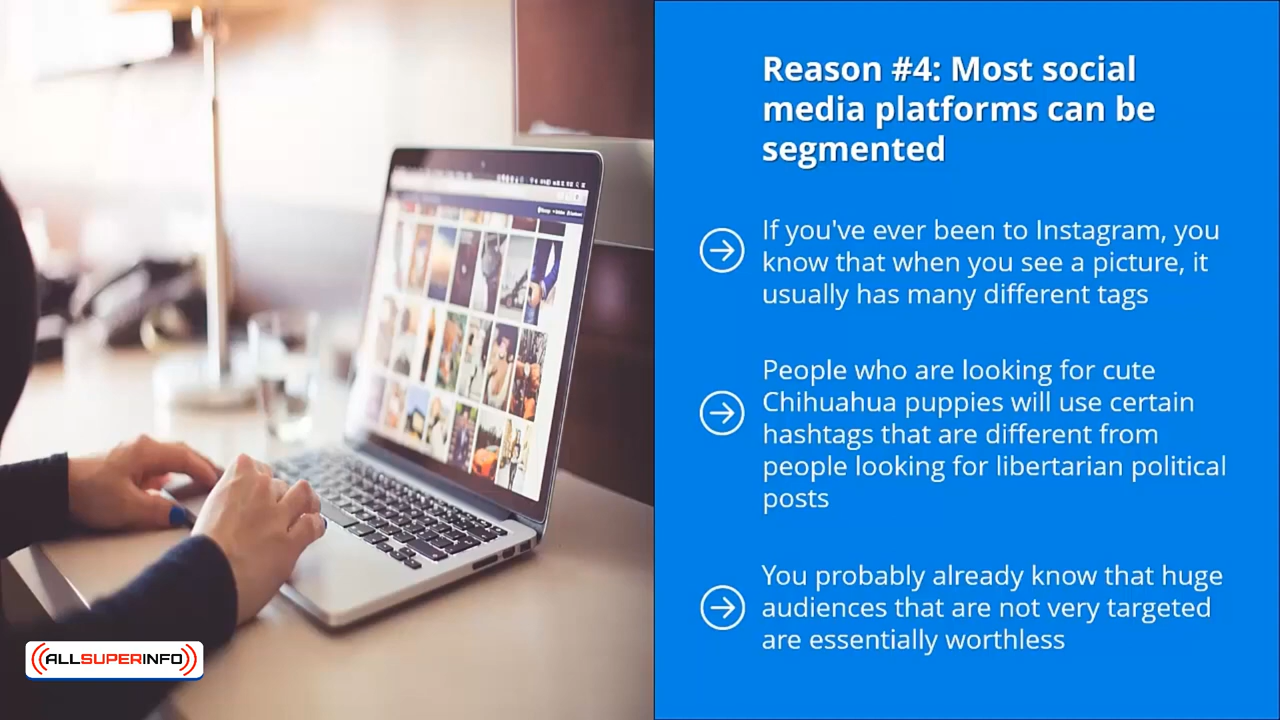 Reason #4: Most social
media platforms can be
segmented
If you've ever been to Instagram, you
know that when you see a picture, it
usually has many different tags
People who are looking for cute
Chihuahua puppies will use certain
hashtags that are different from
people looking for libertarian political
posts
You probably already know that huge
audiences that are not very targeted
are essentially worthless
ALLSUPERINFO